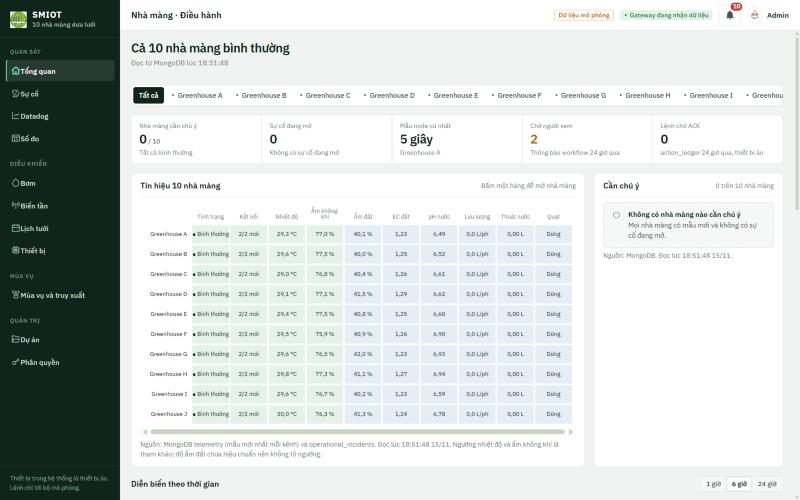 SMIOT
10 nhà màng dưa lưới
QUAN SÁT
Tổng quan
Sự cố
Datadog
Số đo
ĐIỀU KHIỂN
Bơm
Biến tần
Lịch tưới
Thiết bị
MÙA VỤ
Mùa vụ và truy xuất
QUẢN TRỊ
Dự án
Phân quyền
Thiết bị trong hệ thống là thiết bị ảo.
Lệnh chỉ tới bộ mô phỏng.
Nhà màng · Điều hành
Dữ liệu mô phỏng
• Gateway đang nhận dữ liệu
10
Admin
Cả 10 nhà màng bình thường
Đọc từ MongoDB lúc 18:51:48
Tất cả • Greenhouse A • Greenhouse B • Greenhouse C • Greenhouse D • Greenhouse E • Greenhouse F • Greenhouse G • Greenhouse H • Greenhouse I • Greenhou
Nhà màng cần chú ý
0 / 10
Tất cả bình thường
Sự cố đang mở
0
Không có sự cố đang mở
Mẫu node cũ nhất
5 giây
Greenhouse A
Chờ người xem
2
Thông báo workflow 24 giờ qua
Lệnh chờ ACK
0
action_ledger 24 giờ qua, thiết bị ảo
Tín hiệu 10 nhà màng
Bấm một hàng để mở nhà màng
Tình trạng Kết nối Nhiệt độ Ẩm không khí Ẩm đất EC đất pH nước Lưu lượng Thoát nước Quạt
Greenhouse A • Bình thường 2/2 mới 29,3 °C 77,0 % 40,1 % 1,23 6,49 0,0 L/ph 0,00 L Dừng
Greenhouse B • Bình thường 2/2 mới 29,6 °C 77,5 % 40,0 % 1,25 6,52 0,0 L/ph 0,00 L Dừng
Greenhouse C • Bình thường 2/2 mới 29,0 °C 76,8 % 40,4 % 1,26 6,61 0,0 L/ph 0,00 L Dừng
Greenhouse D • Bình thường 2/2 mới 29,1 °C 77,1 % 41,5 % 1,29 6,62 0,0 L/ph 0,00 L Dừng
Greenhouse E • Bình thường 2/2 mới 29,4 °C 77,5 % 40,8 % 1,25 6,60 0,0 L/ph 0,00 L Dừng
Greenhouse F • Bình thường 2/2 mới 29,5 °C 75,9 % 40,9 % 1,26 6,90 0,0 L/ph 0,00 L Dừng
Greenhouse G • Bình thường 2/2 mới 29,6 °C 76,5 % 42,0 % 1,23 6,93 0,0 L/ph 0,00 L Dừng
Greenhouse H • Bình thường 2/2 mới 29,8 °C 77,3 % 41,1 % 1,27 6,94 0,0 L/ph 0,00 L Dừng
Greenhouse I • Bình thường 2/2 mới 29,6 °C 76,7 % 40,2 % 1,23 6,59 0,0 L/ph 0,00 L Dừng
Greenhouse J • Bình thường 2/2 mới 30,0 °C 76,3 % 41,3 % 1,24 6,78 0,0 L/ph 0,00 L Dừng
Nguồn: MongoDB telemetry (mẫu mới nhất mỗi kênh) và operational_incidents. Đọc lúc 18:51:48 15/11. Ngưỡng nhiệt độ và ẩm không khí là
tham khảo; độ ẩm đất chưa hiệu chuẩn nên không tô ngưỡng.
Cần chú ý
0 trên 10 nhà màng
Không có nhà màng nào cần chú ý
Mọi nhà màng có mẫu mới và không có sự
cố đang mở.
Nguồn: MongoDB. Đọc lúc 18:51:48 15/11.
Diễn biến theo thời gian
1 giờ 6 giờ 24 giờ